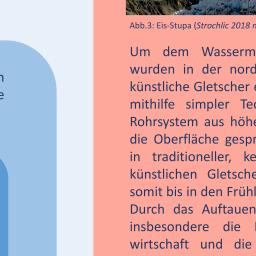 Abb.3: Eis-Stupa (Strochlic 2018
Um dem Wasserm
wurden in der nord
künstliche Gletscher
mithilfe simpler Te
Rohrsystem aus höhe
die Oberfläche gespr
in traditioneller, ke
künstlichen Gletsche
somit bis in den Frühl
Durch das Auftauen
insbesondere die
wirtschaft und die